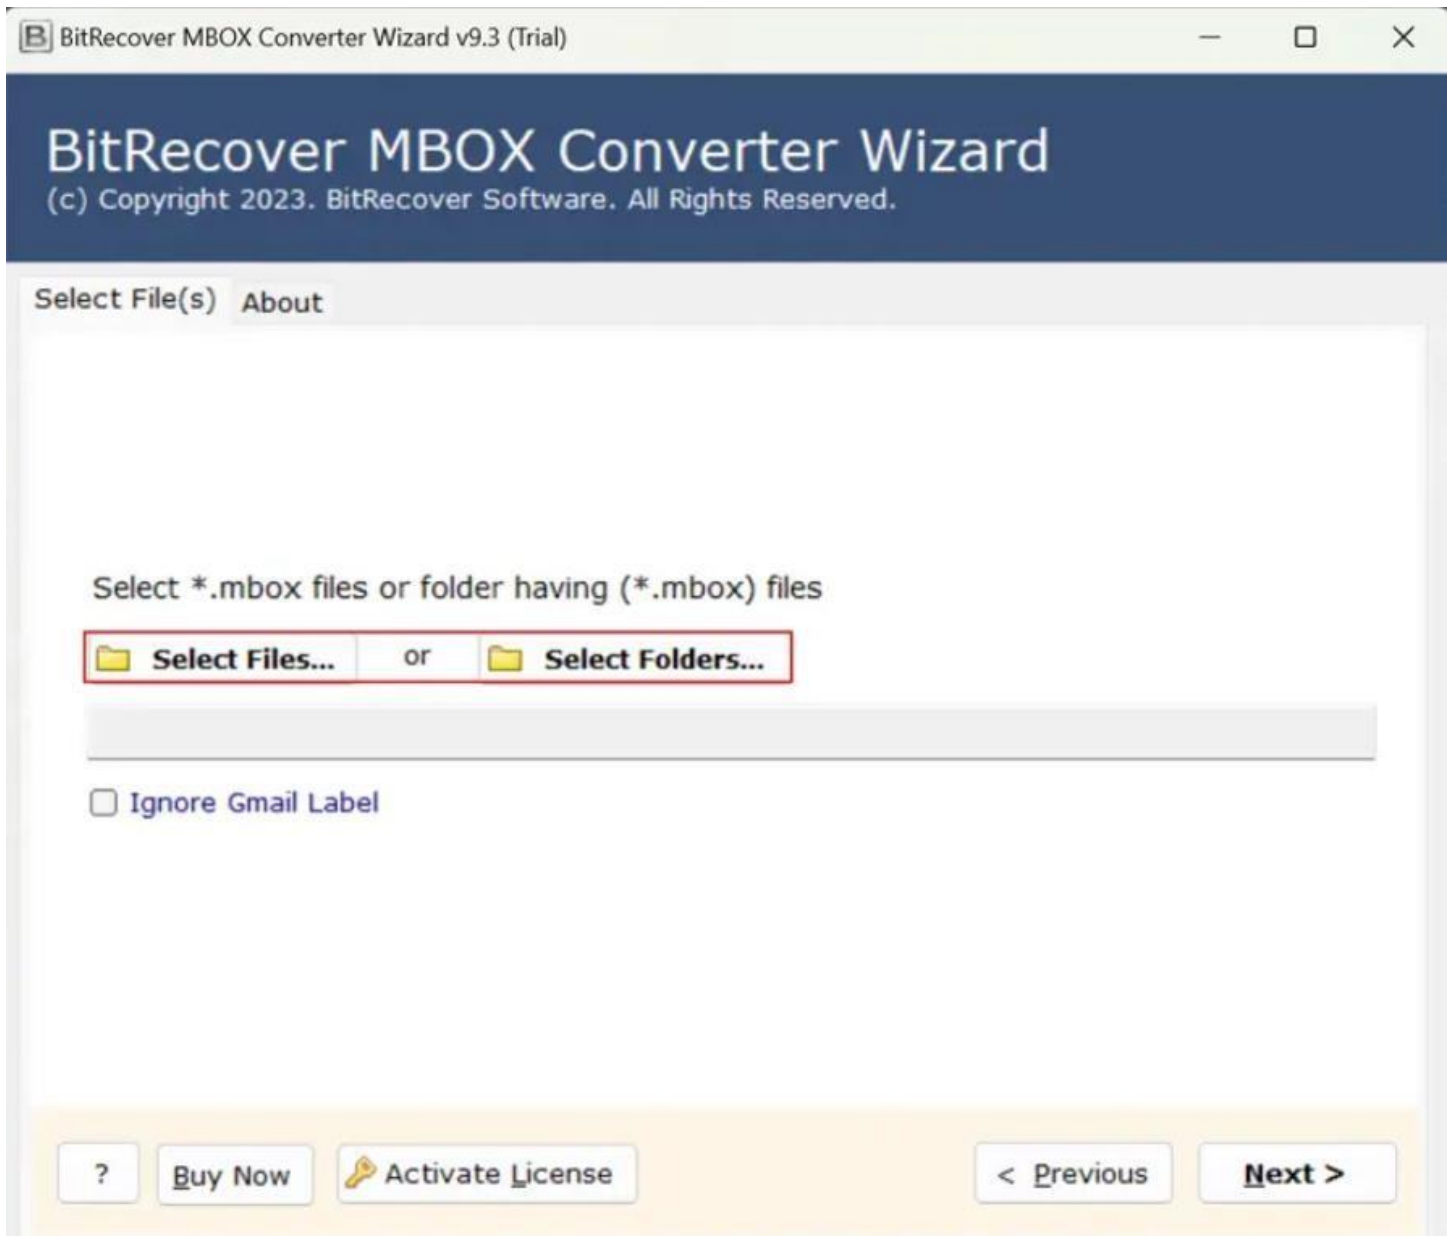 BitRecover MBOX Converter Wizard v9.3 (Trial)
BitRecover MBOX Converter Wizard
(c) Copyright 2023. BitRecover Software. All Rights Reserved.
Select File(s) About
Select *.mbox files or folder having (*.mbox) files
Select Files... or Select Folders...
Ignore Gmail Label
? Buy Now Activate License < Previous Next >